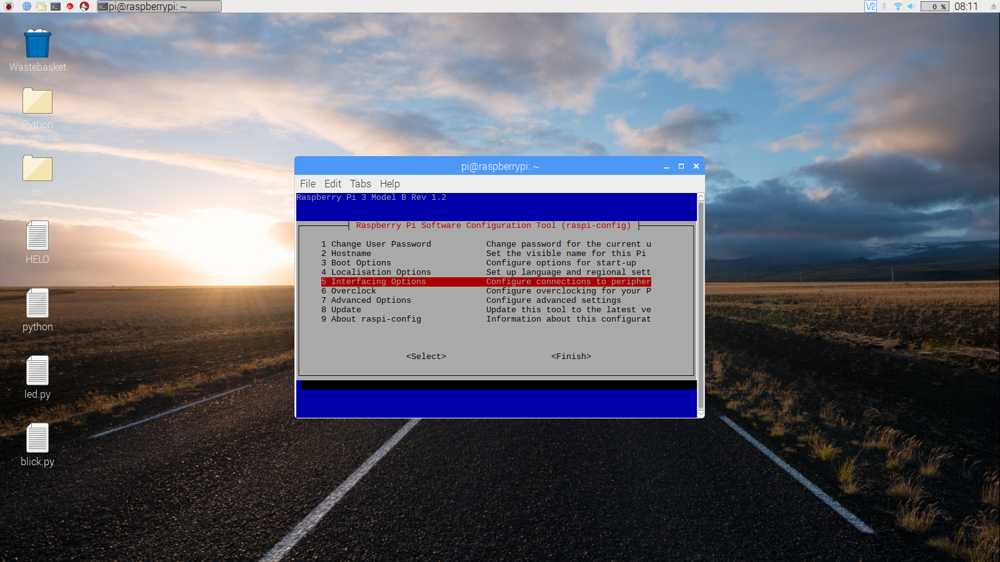 pi@raspberrypi: ~
0 %
08:11
Wastebasket
Python
programs
rbi
HELO
python
led.py
blick.py
pi@raspberrypi: ~
File Edit Tabs Help
Raspberry Pi 3 Model B Rev 1.2
Raspberry Pi Software Configuration Tool (raspi-config)
1 Change User Password Change password for the current u
2 Hostname Set the visible name for this Pi
3 Boot Options Configure options for start-up
4 Localisation Options Set up language and regional sett
5 Interfacing Options Configure connections to peripher
6 Overclock Configure overclocking for your P
7 Advanced Options Configure advanced settings
8 Update Update this tool to the latest ve
9 About raspi-config Information about this configurat
<Select> <Finish>